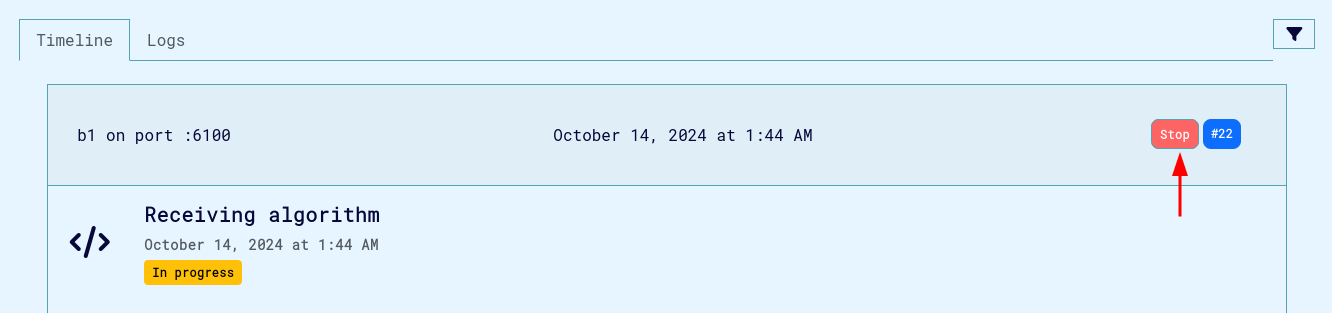 Timeline
Logs
b1 on port :6100
October 14, 2024 at 1:44 AM
Stop
#22
Receiving algorithm
October 14, 2024 at 1:44 AM
In progress